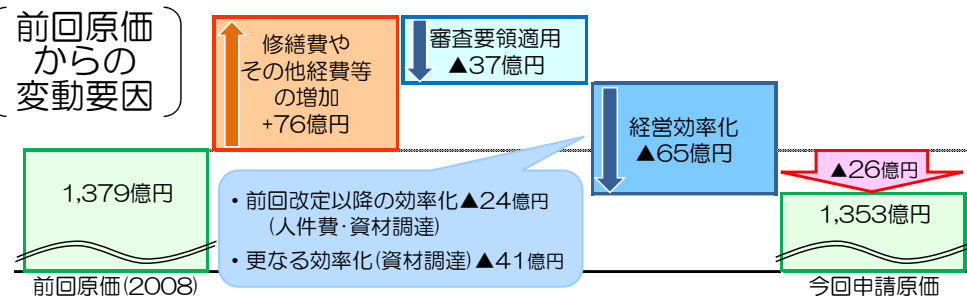 前回原価
からの
変動要因
修繕費や
その他経費等
の増加
+76億円
審査要領適用
▲37億円
経営効率化
▲65億円
▲26億円
1,379億円
1,353億円
・前回改定以降の効率化▲24億円
(人件費・資材調達)
・更なる効率化(資材調達)▲41億円
前回原価(2008)
今回申請原価